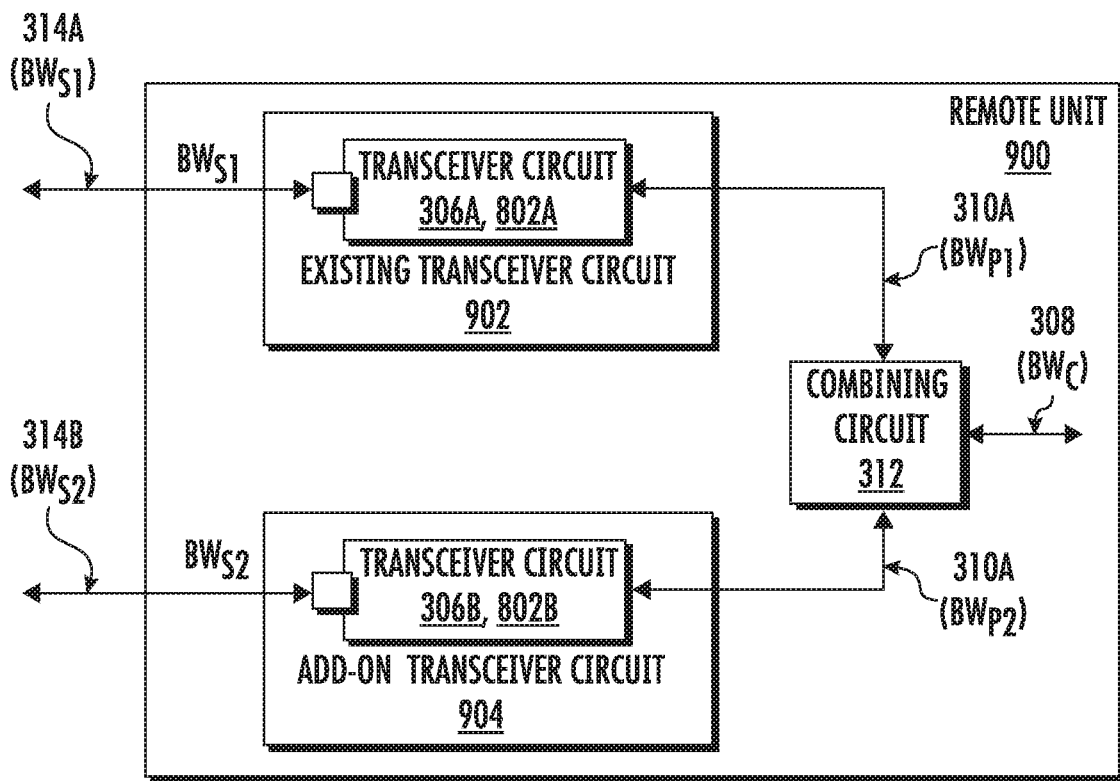 314A
(BWS1)
REMOTE UNIT
900
BWS1
TRANSCEIVER CIRCUIT
306A, 802A
EXISTING TRANSCEIVER CIRCUIT
902
310A
(BWP1)
308
(BWC)
COMBINING
CIRCUIT
312
314B
(BWS2)
BWS2
TRANSCEIVER CIRCUIT
306B, 802B
ADD-ON TRANSCEIVER CIRCUIT
904
310A
(BWP2)